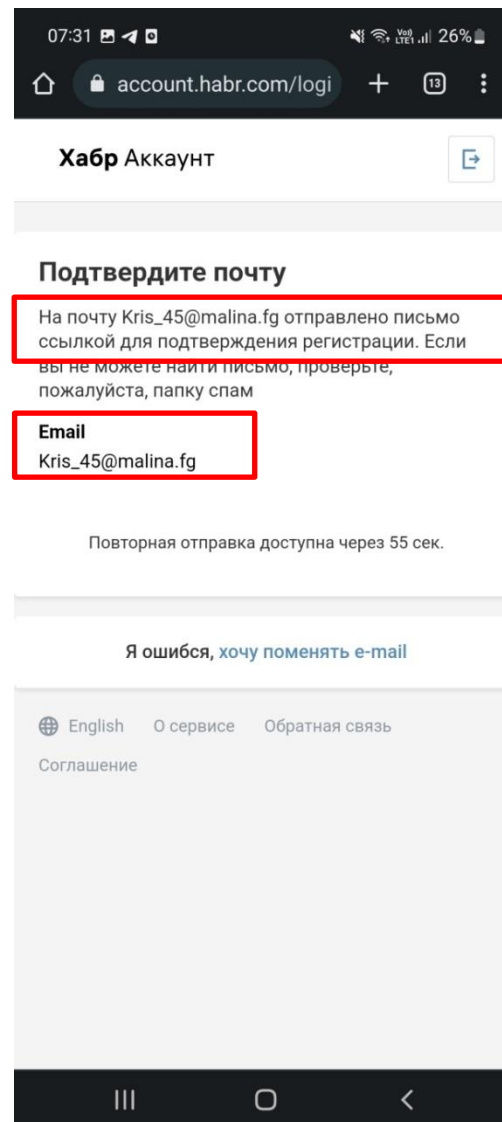 07:31 Vo) LTE1 26%
account.habr.com/logi 13
Хабр Аккаунт
Подтвердите почту
На почту Kris_45@malina.fg отправлено письмо
ссылкой для подтверждения регистрации. Если
вы не можете найти письмо, проверьте,
пожалуйста, папку спам
Email
Kris_45@malina.fg
Повторная отправка доступна через 55 сек.
Я ошибся, хочу поменять e-mail
English О сервисе Обратная связь
Соглашение